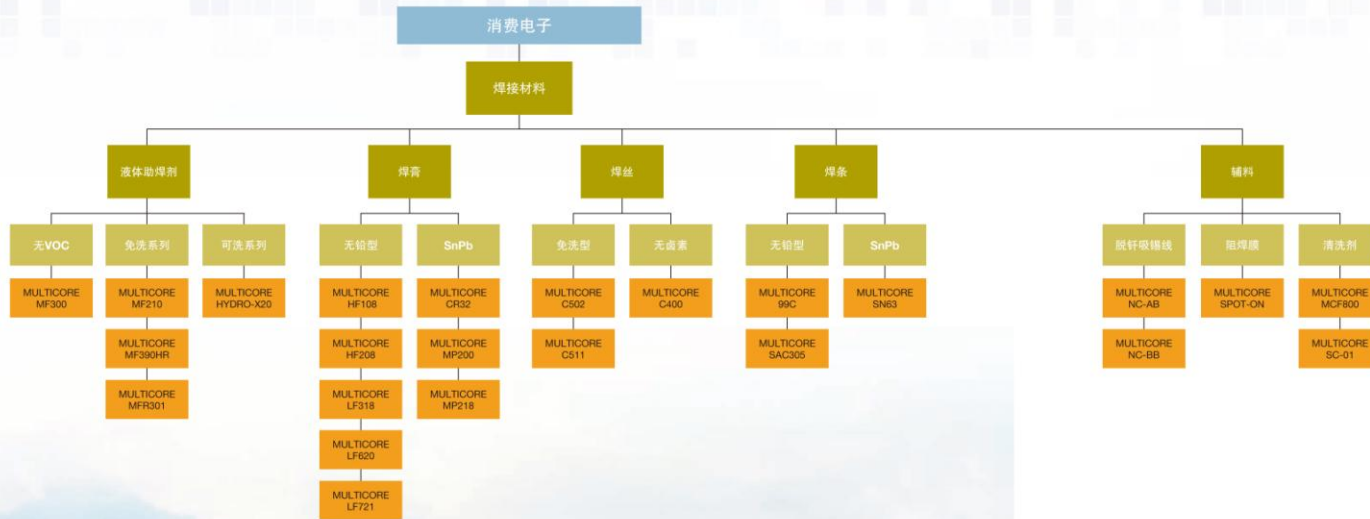 消费电子
焊接材料
液体助焊剂
焊膏
焊丝
焊条
辅料
无VOC
免洗系列
可洗系列
无铅型
SnPb
免洗型
无卤素
无铅型
SnPb
脱钎吸锡线
阻焊膜
清洗剂
MULTICORE
MF300
MULTICORE
MF210
MULTICORE
HYDRO-X20
MULTICORE
HF108
MULTICORE
CR32
MULTICORE
C502
MULTICORE
C400
MULTICORE
99C
MULTICORE
SN63
MULTICORE
NC-AB
MULTICORE
SPOT-ON
MULTICORE
MCF800
MULTICORE
MF390HR
MULTICORE
HF208
MULTICORE
MP200
MULTICORE
C511
MULTICORE
SAC305
MULTICORE
NC-BB
MULTICORE
SC-01
MULTICORE
MFR301
MULTICORE
LF318
MULTICORE
MP218
MULTICORE
LF620
MULTICORE
LF721